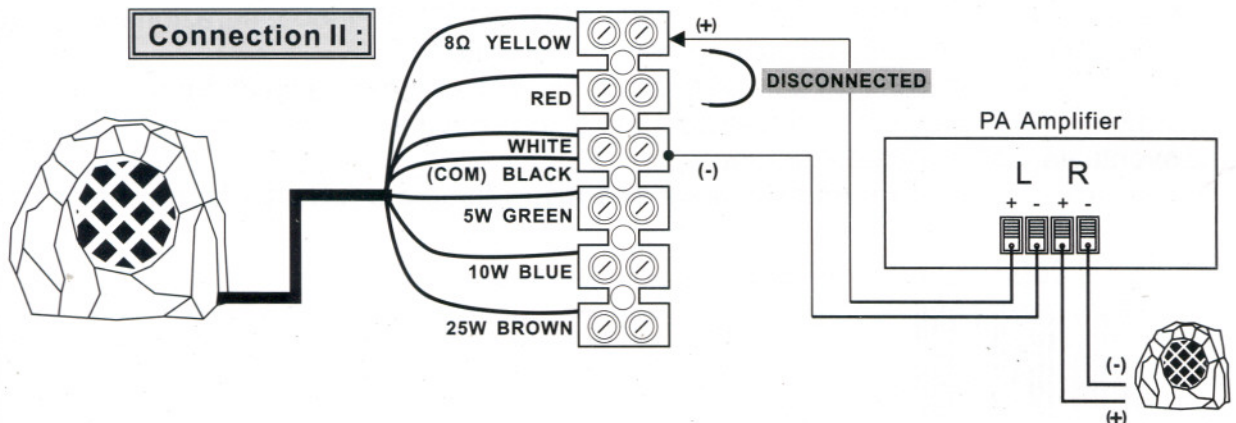 Connection II :
8Ω YELLOW
(+)
DISCONNECTED
RED
WHITE
(COM) BLACK
(-)
5W GREEN
10W BLUE
25W BROWN
PA Amplifier
L R
+ - + -
(-)
(+)